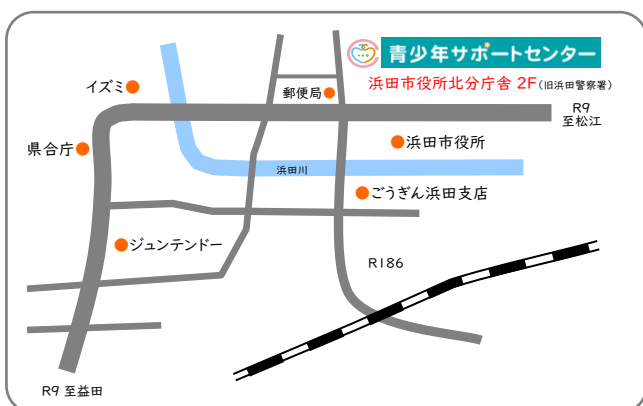 青少年サポートセンター
浜田市役所北分庁舎 2F(旧浜田警察署)
イズミ
郵便局
R9
至松江
県合庁
浜田市役所
浜田川
ごうぎん浜田支店
ジュンテンドー
R186
R9 至益田